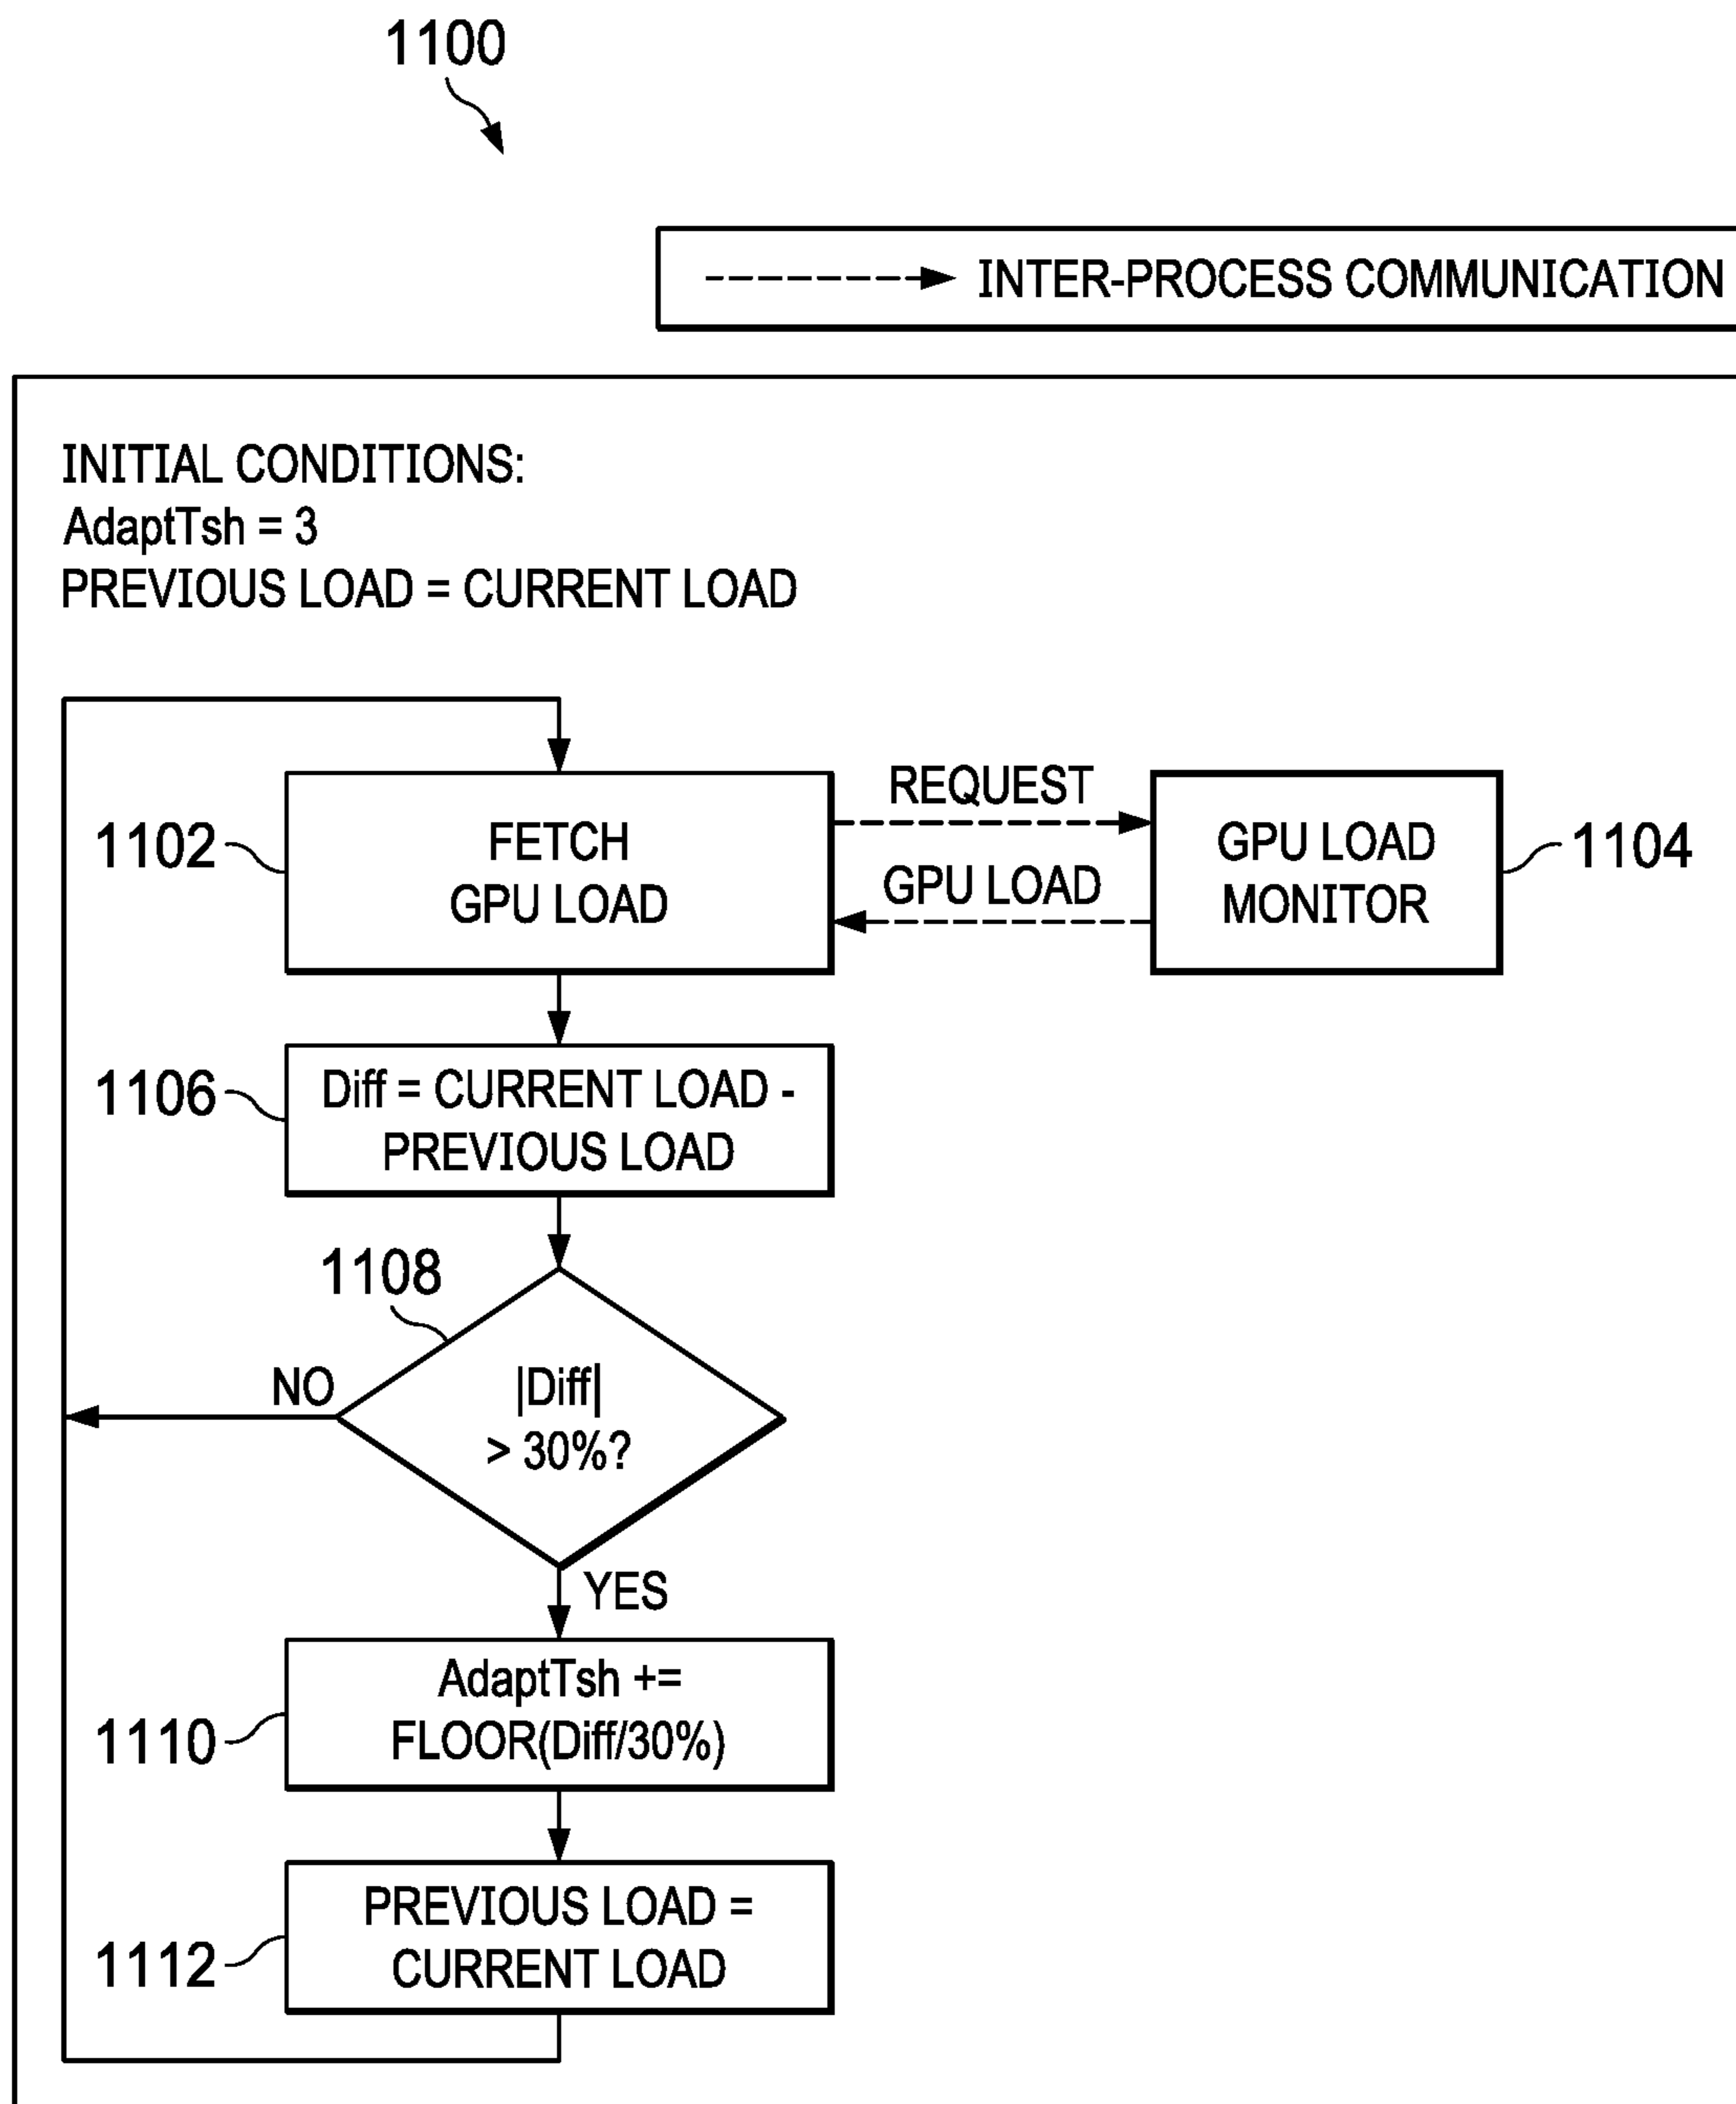 1100
INTER-PROCESS COMMUNICATION
INITIAL CONDITIONS:
AdaptTsh = 3
PREVIOUS LOAD = CURRENT LOAD
1102
FETCH
GPU LOAD
REQUEST
GPU LOAD
GPU LOAD
MONITOR
1104
1106
Diff = CURRENT LOAD -
PREVIOUS LOAD
1108
|Diff|
> 30%?
NO
YES
1110
AdaptTsh +=
FLOOR(Diff/30%)
1112
PREVIOUS LOAD =
CURRENT LOAD